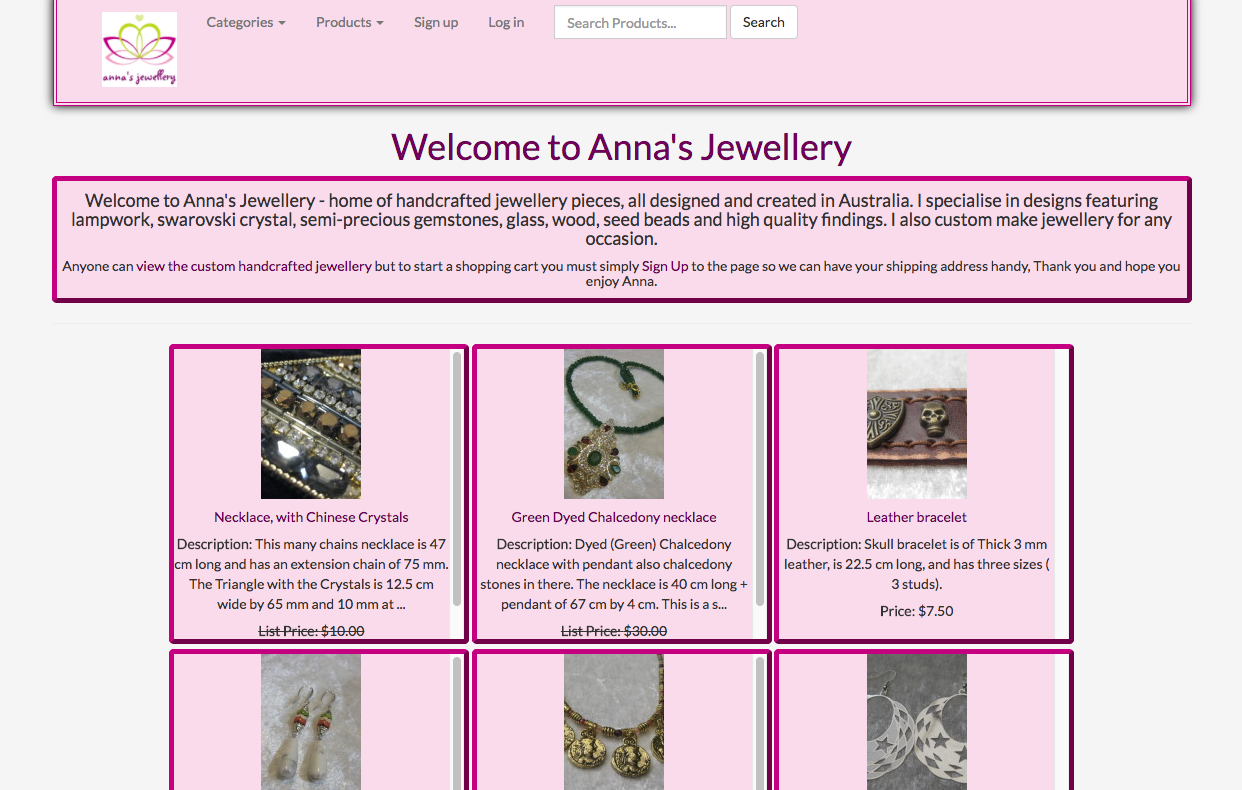 Categories
Products
Sign up
Log in
Search Products...
Search
anna's jewellery
Welcome to Anna's Jewellery
Welcome to Anna's Jewellery - home of handcrafted jewellery pieces, all designed and created in Australia. I specialise in designs featuring
lampwork, swarovski crystal, semi-precious gemstones, glass, wood, seed beads and high quality findings. I also custom make jewellery for any
occasion.
Anyone can view the custom handcrafted jewellery but to start a shopping cart you must simply Sign Up to the page so we can have your shipping address handy, Thank you and hope you
enjoy Anna.
Necklace, with Chinese Crystals
Description: This many chains necklace is 47
cm long and has an extension chain of 75 mm.
The Triangle with the Crystals is 12.5 cm
wide by 65 mm and 10 mm at ...
List Price: $10.00
Green Dyed Chalcedony necklace
Description: Dyed (Green) Chalcedony
necklace with pendant also chalcedony
stones in there. The necklace is 40 cm long +
pendant of 67 cm by 4 cm. This is a s...
List Price: $30.00
Leather bracelet
Description: Skull bracelet is of Thick 3 mm
leather, is 22.5 cm long, and has three sizes (
3 studs).
Price: $7.50